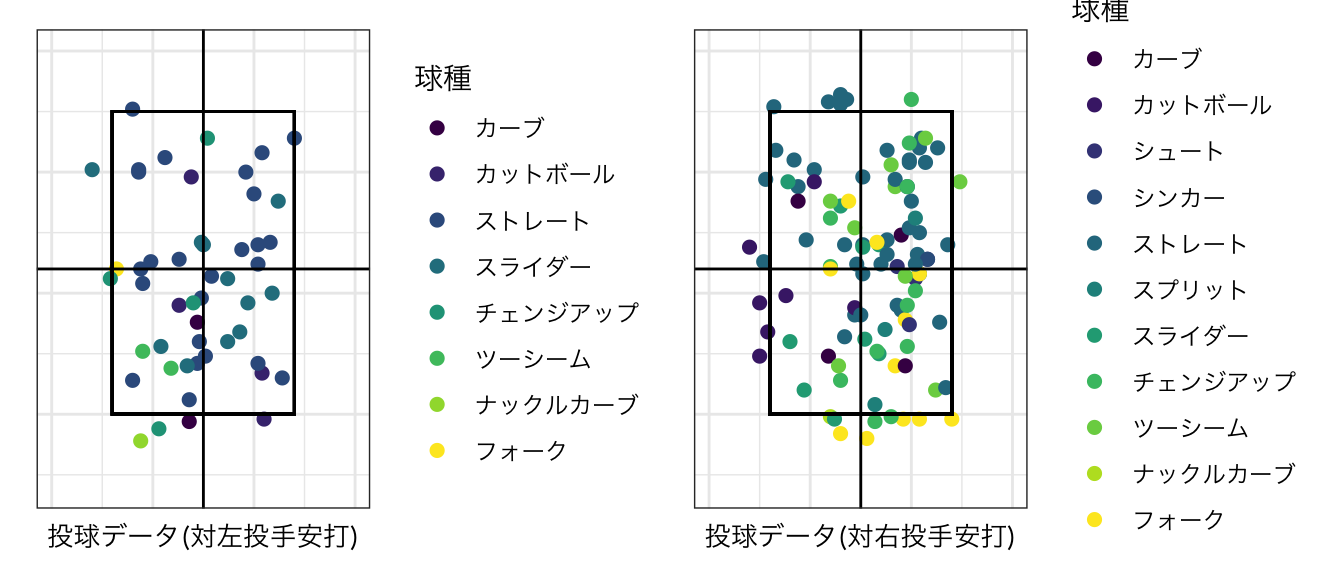 球種
カーブ
カットボール
ストレート
スライダー
チェンジアップ
ツーシーム
ナックルカーブ
フォーク
投球データ(対左投手安打)
球種
カーブ
カットボール
シュート
シンカー
ストレート
スプリット
スライダー
チェンジアップ
ツーシーム
ナックルカーブ
フォーク
投球データ(対右投手安打)